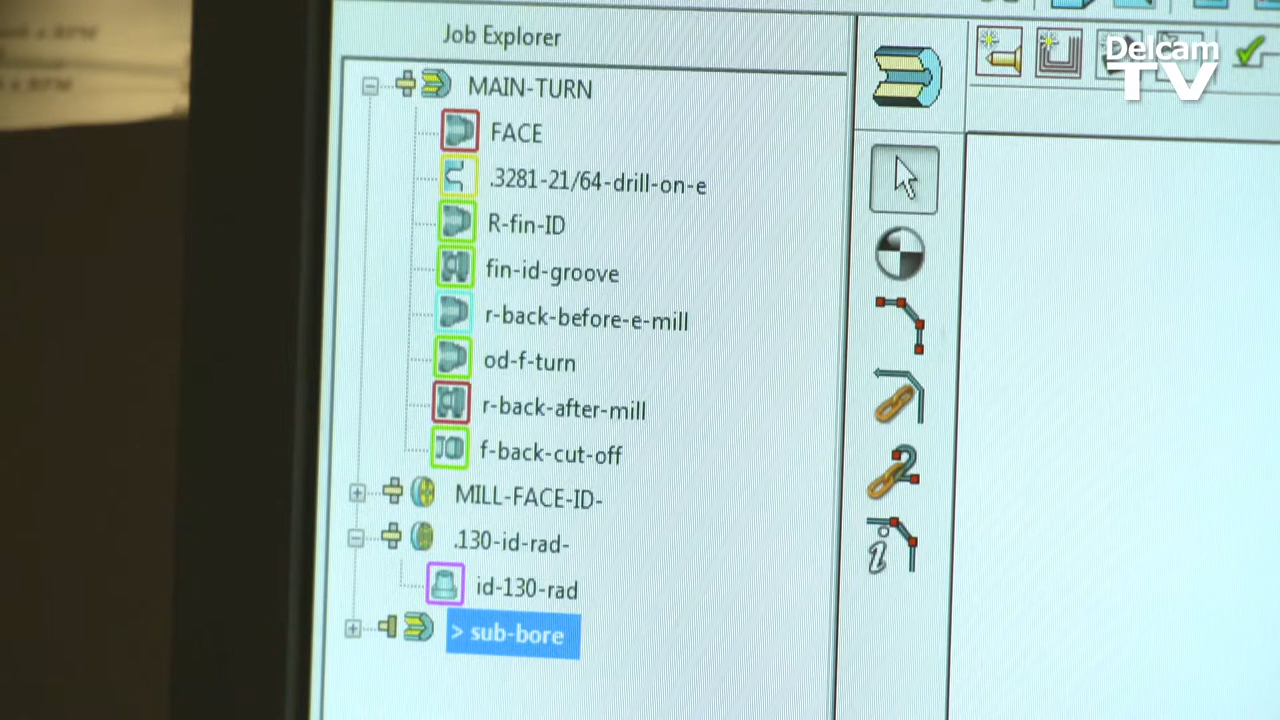 Job Explorer
Delcam
TV
MAIN-TURN
FACE
.3281-21/64-drill-on-e
R-fin-ID
fin-id-groove
r-back-before-e-mill
od-f-turn
r-back-after-mill
f-back-cut-off
MILL-FACE-ID-
.130-id-rad-
id-130-rad
> sub-bore